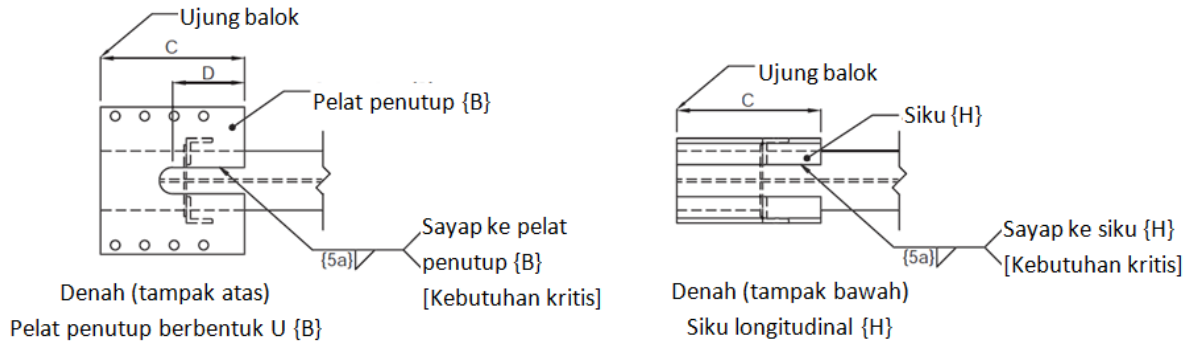 Ujung balok
C
D
Pelat penutup {B}
Sayap ke pelat
penutup {B}
[Kebutuhan kritis]
{5a}
Denah (tampak atas)
Pelat penutup berbentuk U {B}
Ujung balok
C
Siku {H}
Sayap ke siku {H}
[Kebutuhan kritis]
{5a}
Denah (tampak bawah)
Siku longitudinal {H}